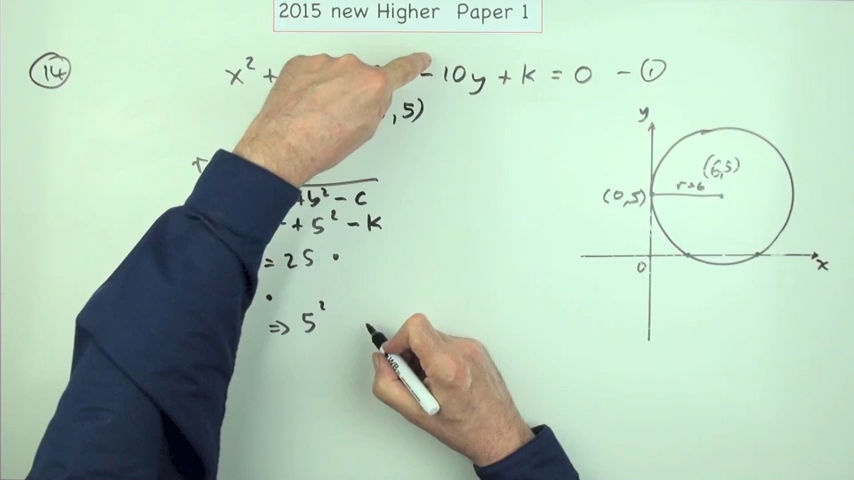 2015 new Higher Paper 1
14 x² + - 10y + k = 0 - ①
, 5)
+ b² - c
+ 5² - k
= 25 .
⇒ 5²
y
(6,5)
r=6
(0,5)
0
x